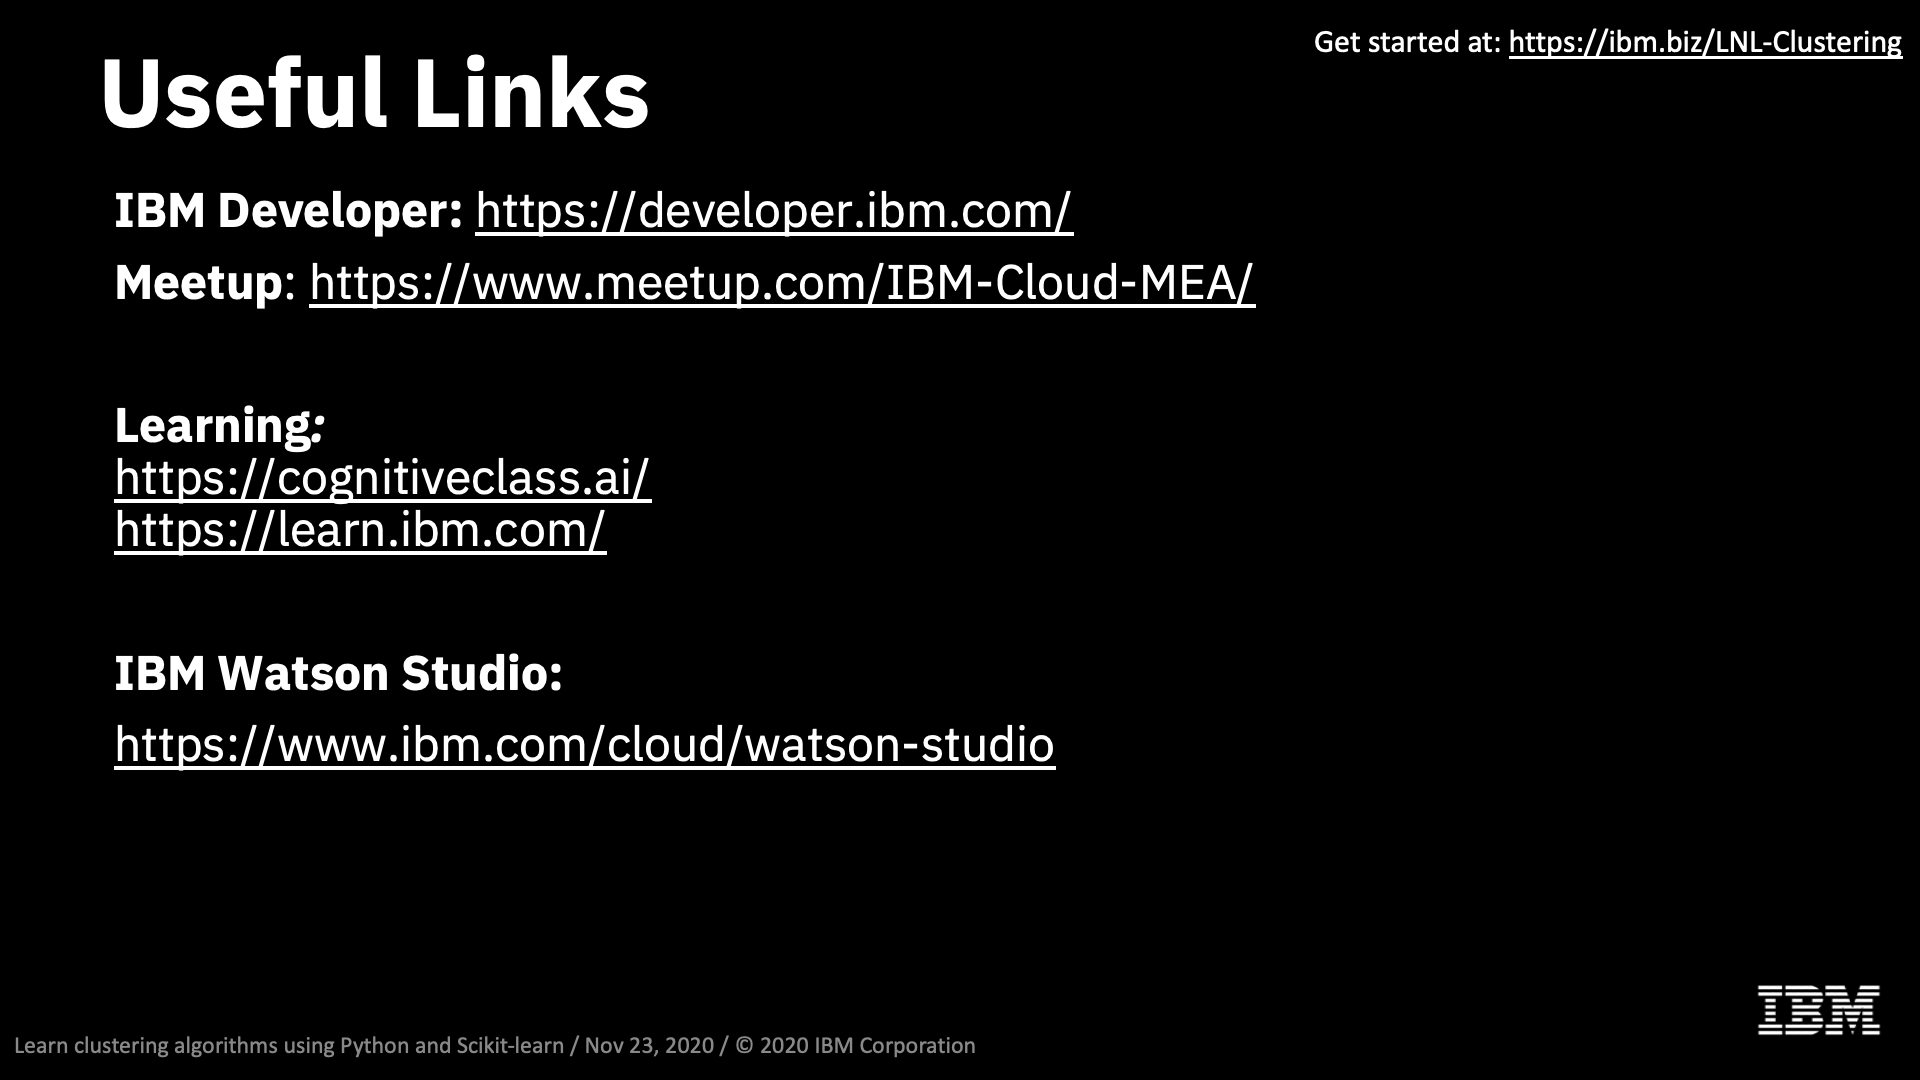 Get started at: https://ibm.biz/LNL-Clustering
Useful Links
IBM Developer: https://developer.ibm.com/
Meetup: https://www.meetup.com/IBM-Cloud-MEA/
Learning:
https://cognitiveclass.ai/
https://learn.ibm.com/
IBM Watson Studio:
https://www.ibm.com/cloud/watson-studio
IBM
Learn clustering algorithms using Python and Scikit-learn / Nov 23, 2020 / © 2020 IBM Corporation